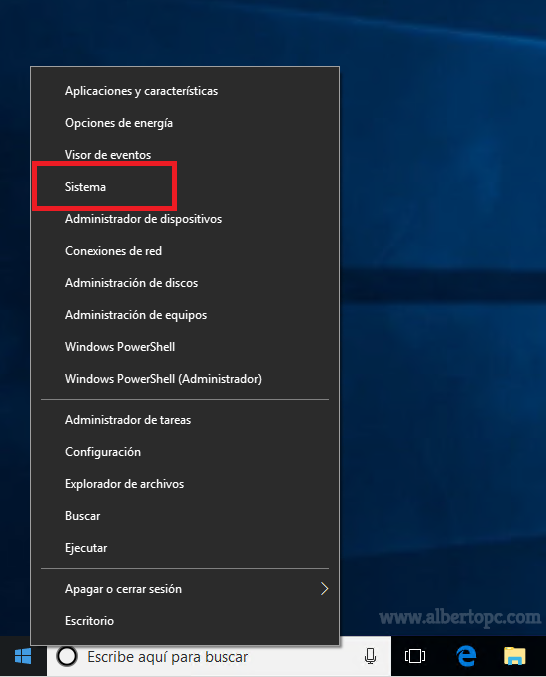 Aplicaciones y características
Opciones de energía
Visor de eventos
Sistema
Administrador de dispositivos
Conexiones de red
Administración de discos
Administración de equipos
Windows PowerShell
Windows PowerShell (Administrador)
Administrador de tareas
Configuración
Explorador de archivos
Buscar
Ejecutar
Apagar o cerrar sesión
Escritorio
www.albertopc.com
Escribe aquí para buscar